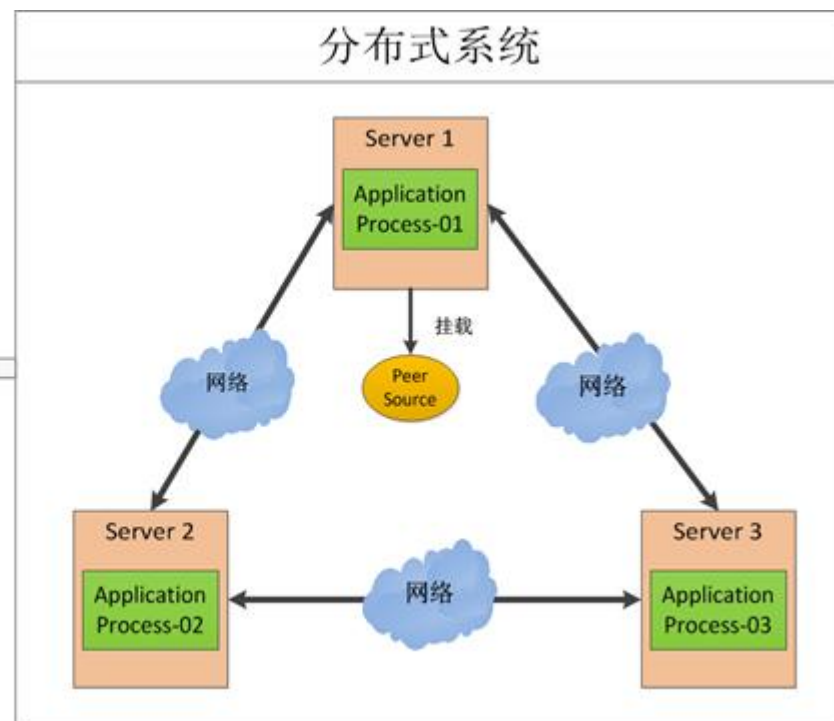 分布式系统
Server 1
Application
Process-01
挂载
Peer
Source
网络
网络
Server 2
Application
Process-02
网络
Server 3
Application
Process-03